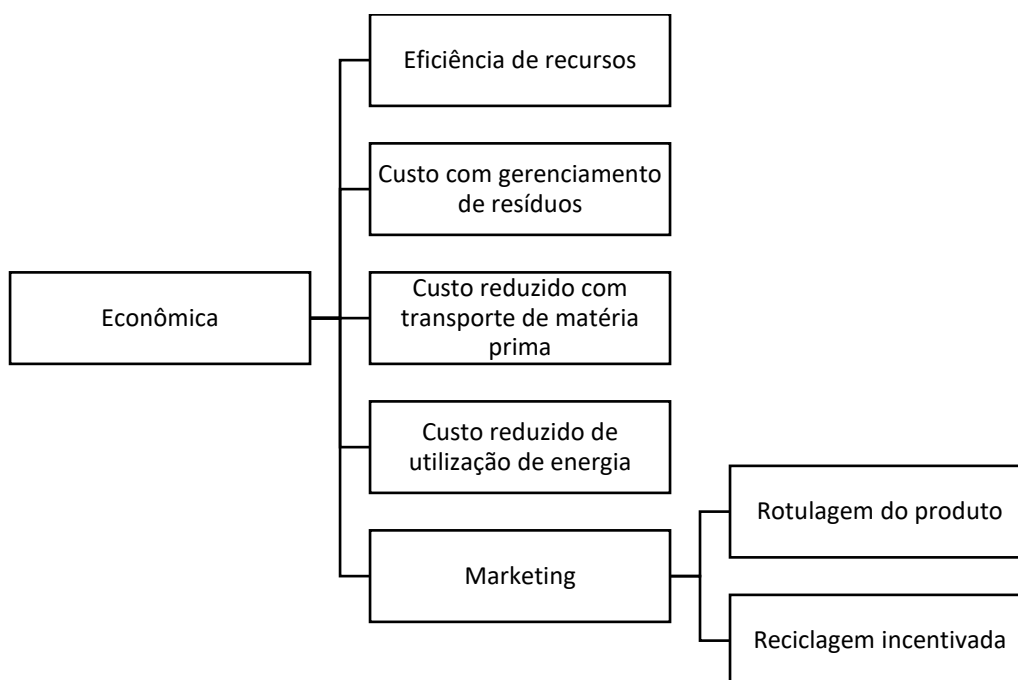 Eficiência de recursos
Custo com gerenciamento
de resíduos
Econômica
Custo reduzido com
transporte de matéria
prima
Custo reduzido de
utilização de energia
Marketing
Rotulagem do produto
Reciclagem incentivada